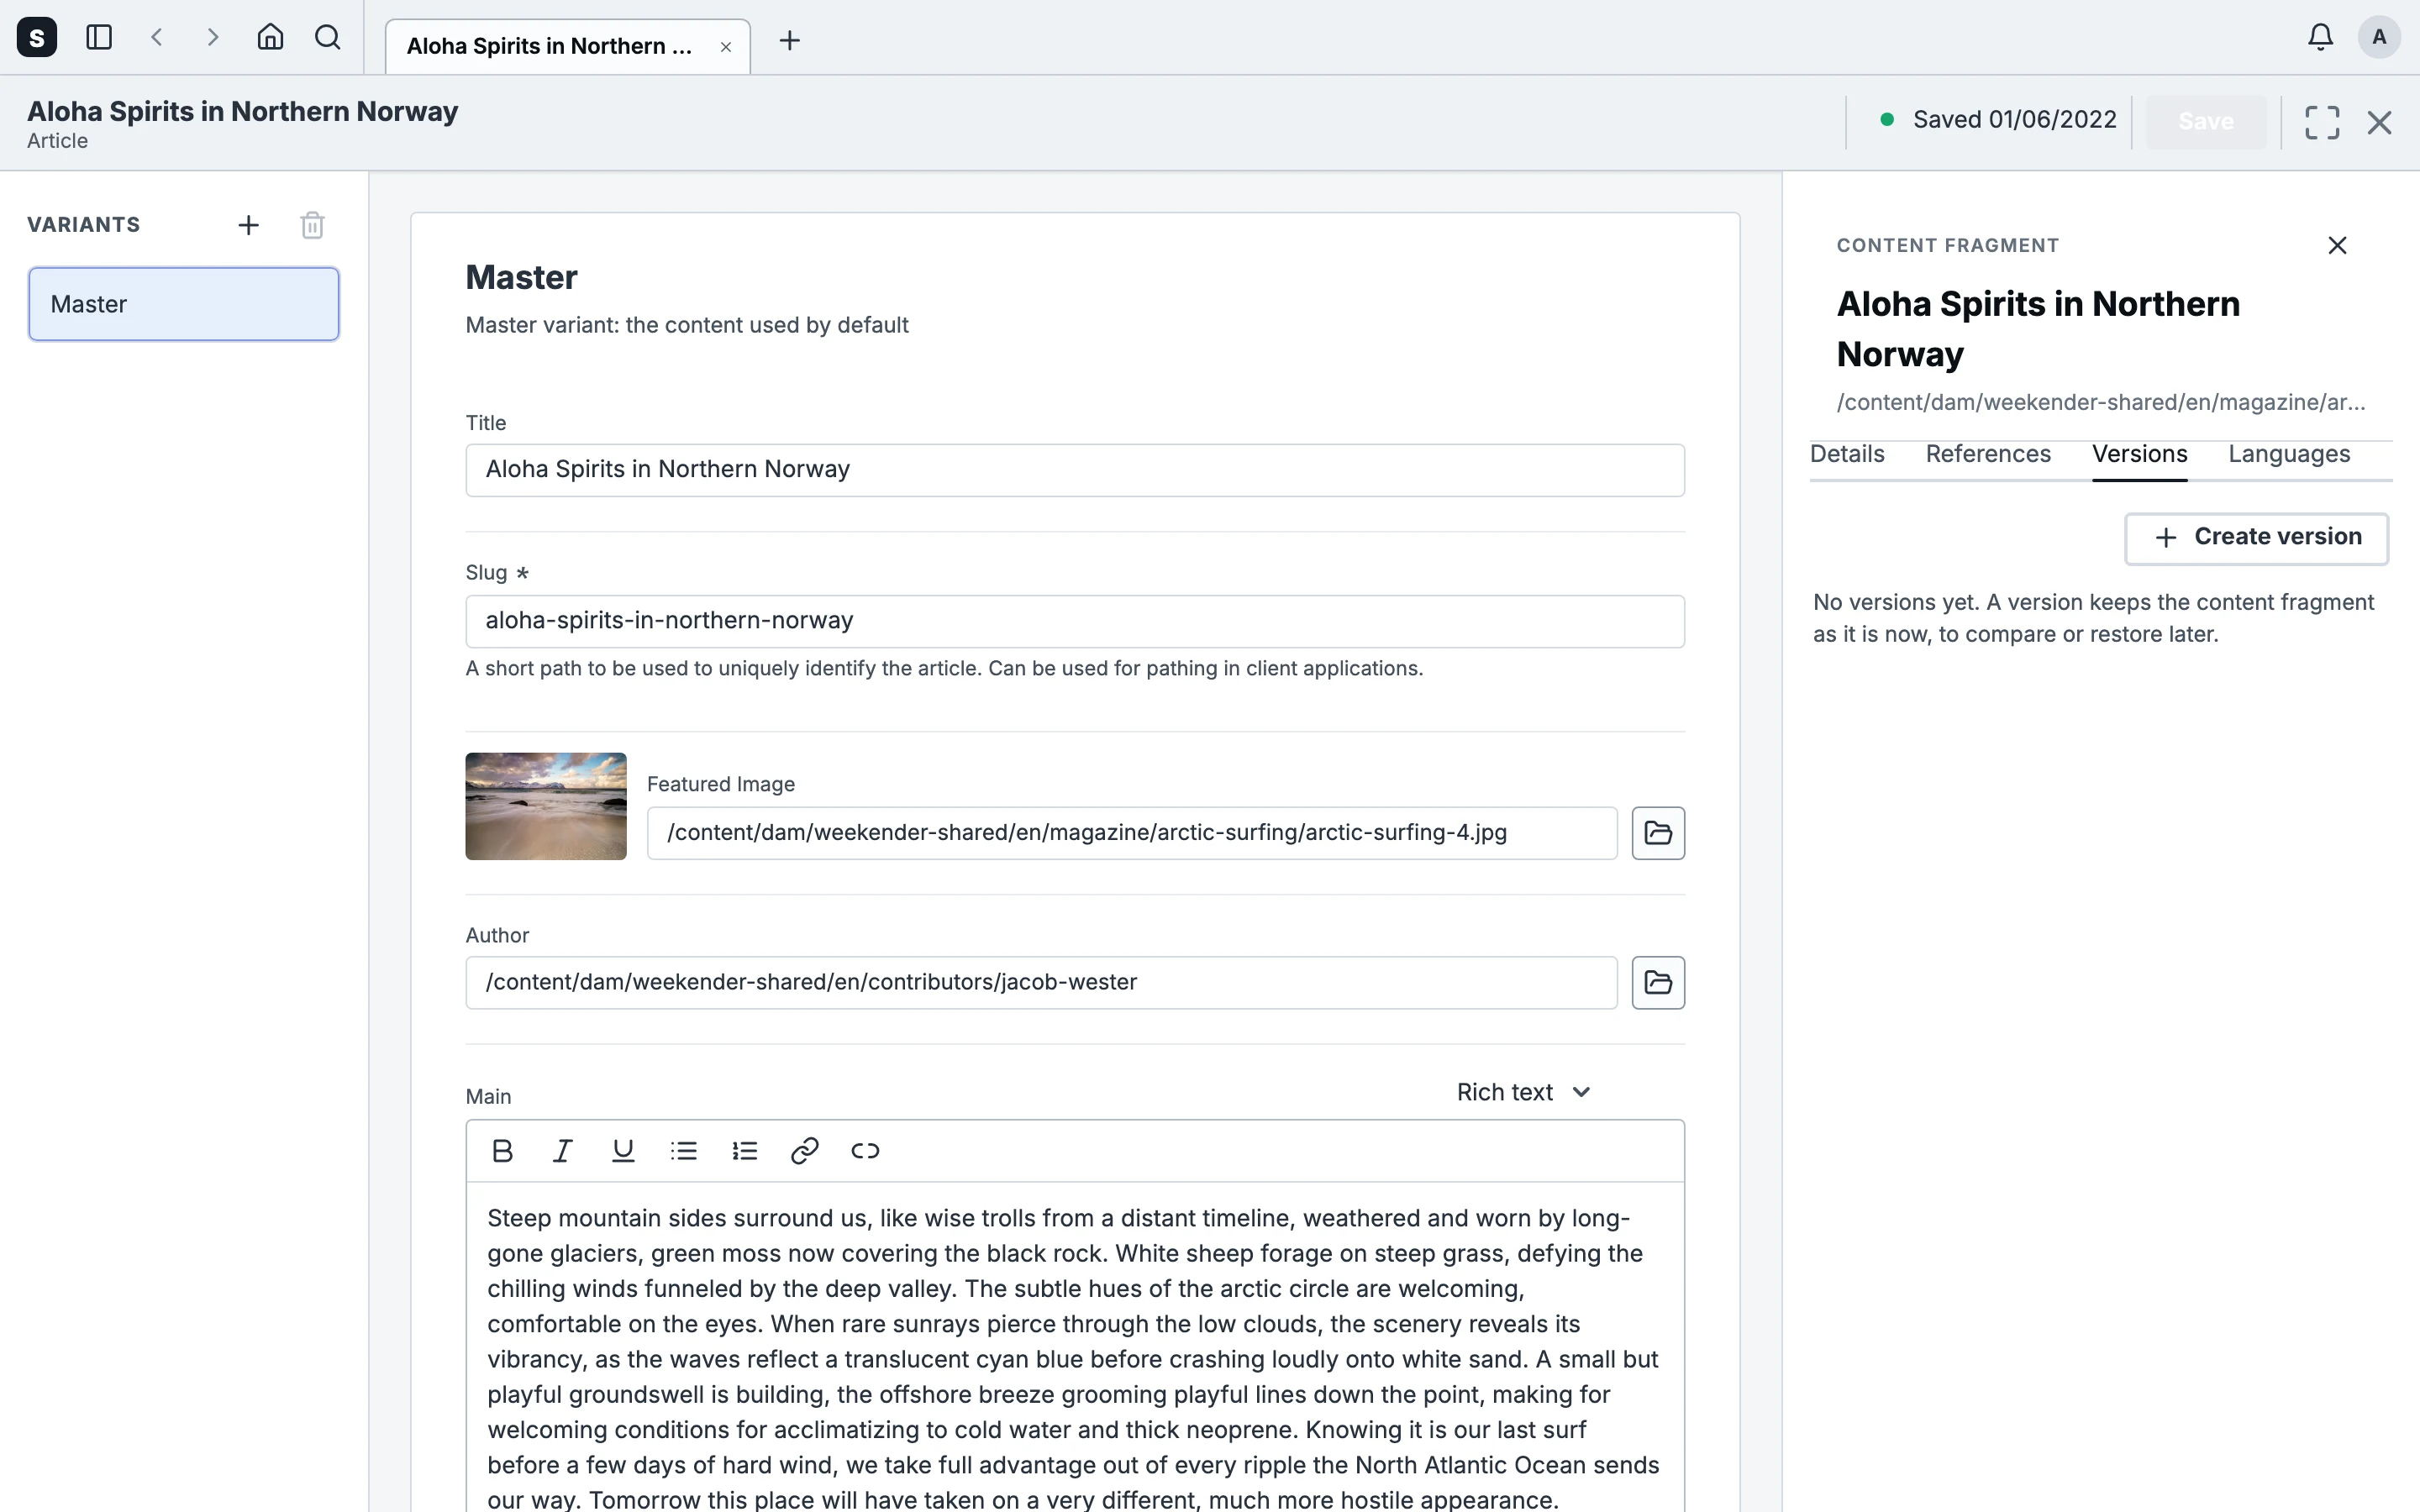 S
Aloha Spirits in Northern ...
A
Aloha Spirits in Northern Norway
Article
Saved 01/06/2022
Save
VARIANTS
Master
Master
Master variant: the content used by default
Title
Aloha Spirits in Northern Norway
Slug *
aloha-spirits-in-northern-norway
A short path to be used to uniquely identify the article. Can be used for pathing in client applications.
Featured Image
/content/dam/weekender-shared/en/magazine/arctic-surfing/arctic-surfing-4.jpg
Author
/content/dam/weekender-shared/en/contributors/jacob-wester
Main
Rich text
Steep mountain sides surround us, like wise trolls from a distant timeline, weathered and worn by long-
gone glaciers, green moss now covering the black rock. White sheep forage on steep grass, defying the
chilling winds funneled by the deep valley. The subtle hues of the arctic circle are welcoming,
comfortable on the eyes. When rare sunrays pierce through the low clouds, the scenery reveals its
vibrancy, as the waves reflect a translucent cyan blue before crashing loudly onto white sand. A small but
playful groundswell is building, the offshore breeze grooming playful lines down the point, making for
welcoming conditions for acclimatizing to cold water and thick neoprene. Knowing it is our last surf
before a few days of hard wind, we take full advantage out of every ripple the North Atlantic Ocean sends
our way. Tomorrow this place will have taken on a very different, much more hostile appearance.
CONTENT FRAGMENT
Aloha Spirits in Northern
Norway
/content/dam/weekender-shared/en/magazine/ar...
Details References Versions Languages
Create version
No versions yet. A version keeps the content fragment
as it is now, to compare or restore later.